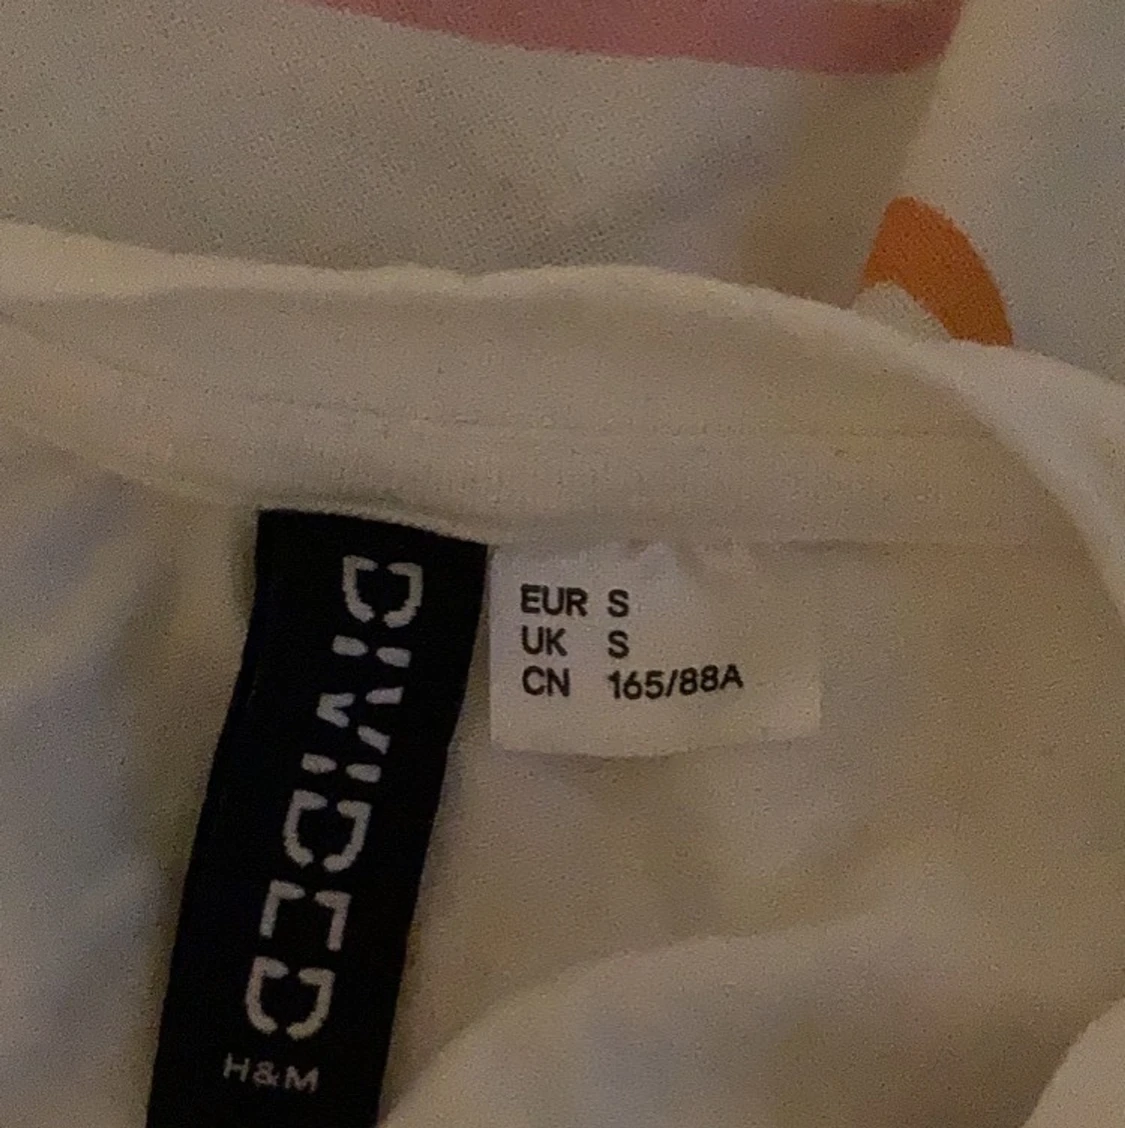 DIVIDED
H&M
EUR S
UK S
CN 165/88A